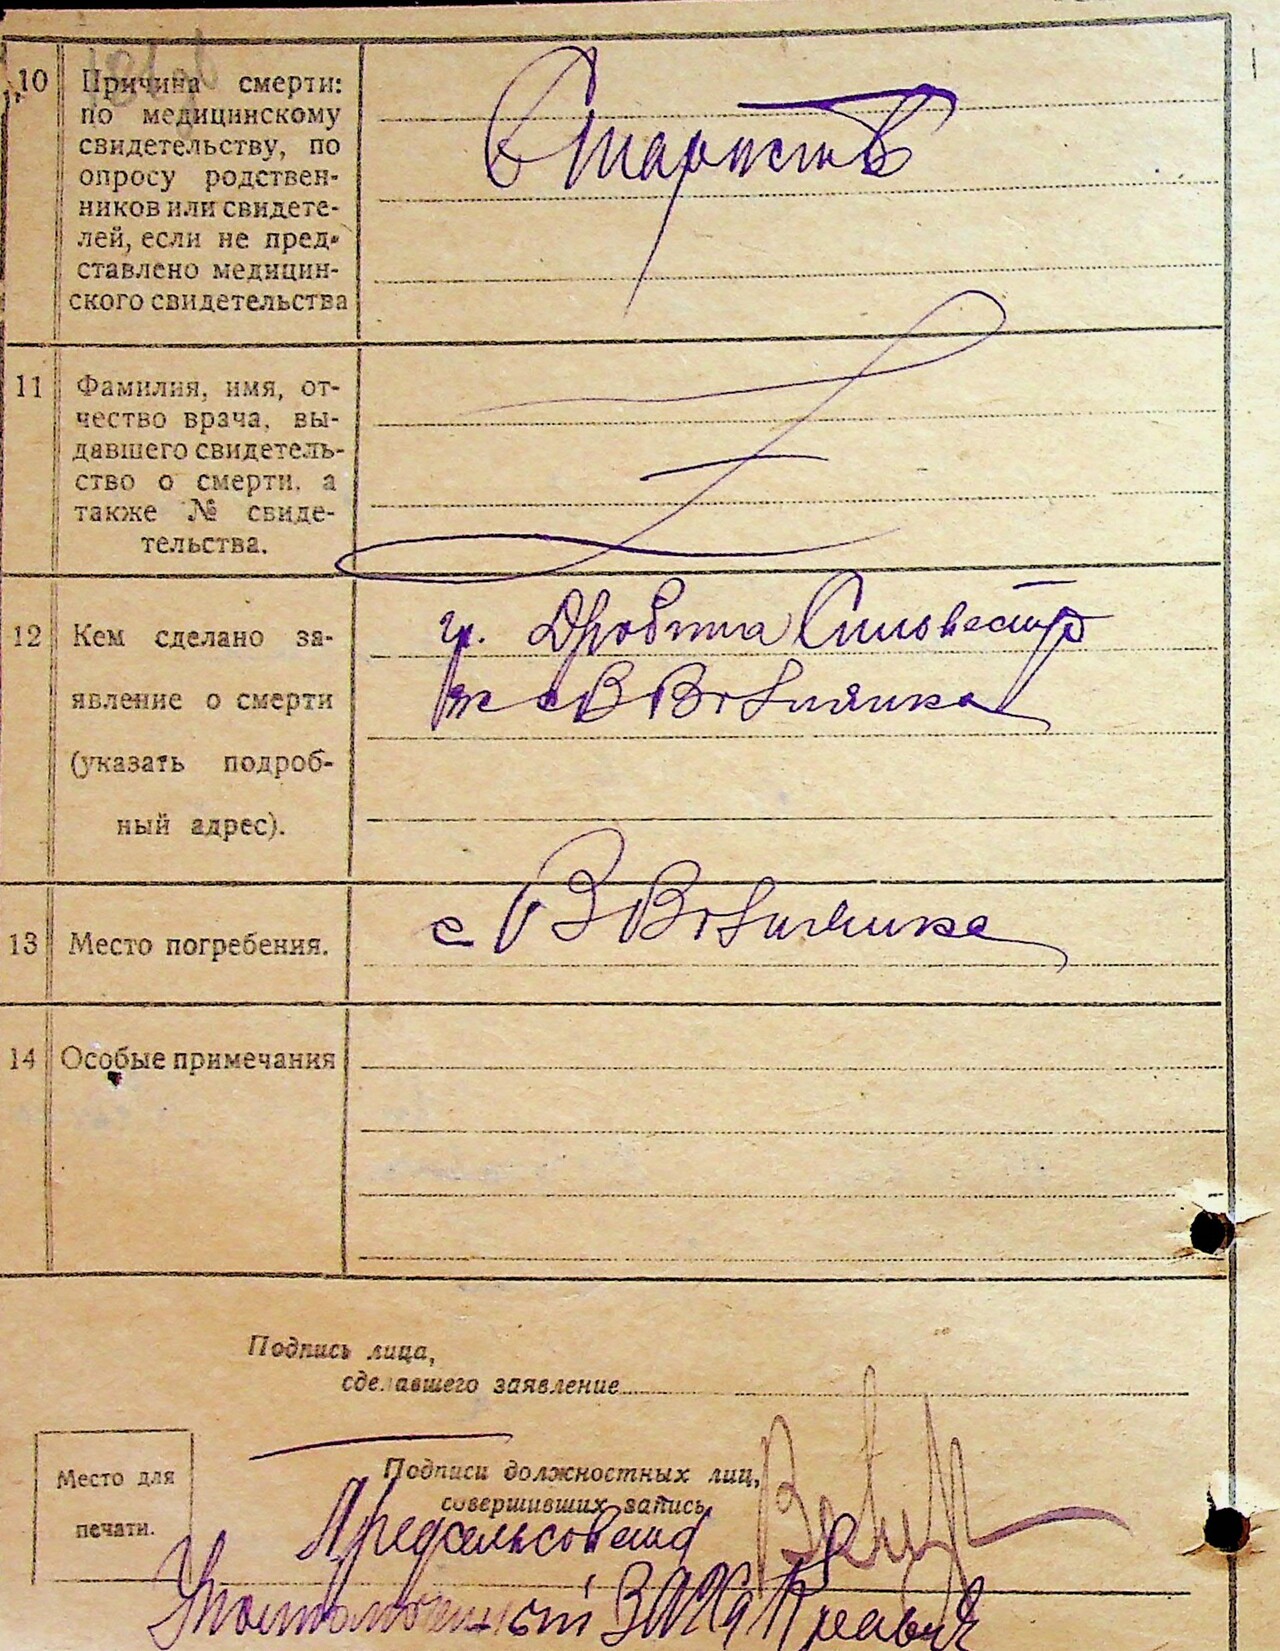 10 Причина смерти:
по медицинскому
свидетельству, по
опросу родствен-
ников или свидете-
лей, если не пред-
ставлено медицин-
ского свидетельства
Старость
11 Фамилия, имя, от-
чество врача, вы-
давшего свидетель-
ство о смерти, а
также № свиде-
тельства.
12 Кем сделано за-
явление о смерти
(указать подроб-
ный адрес).
гр. Дробина
13 Место погребения.
с
14 Особые примечания
Подпись лица,
сделавшего заявление
Место для
печати.
Подписи должностных лиц,
совершивших запись
Предсельсовета
ЗАГС